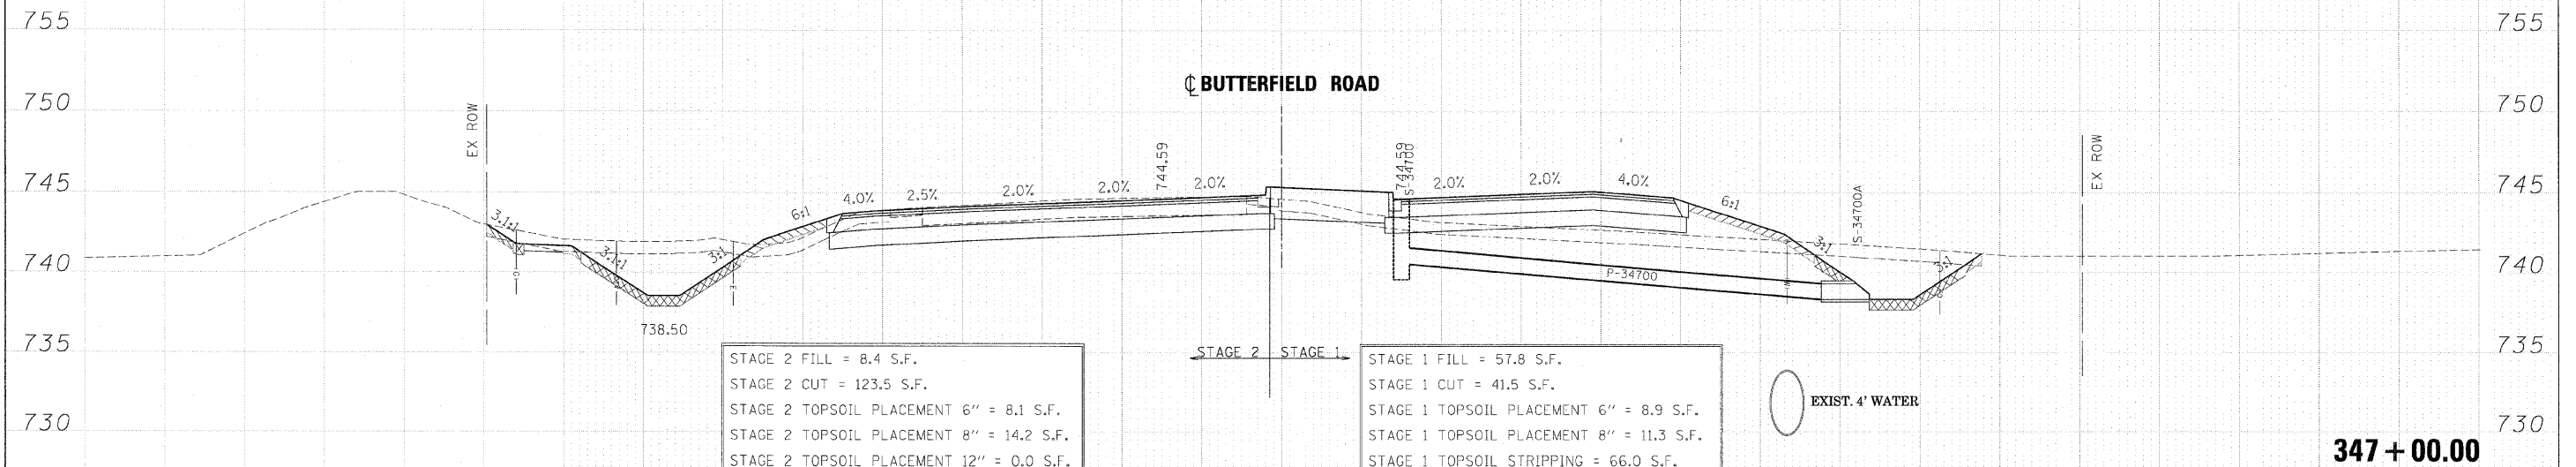 755
755
℄ BUTTERFIELD ROAD
750
EX ROW
EX ROW
750
745
3.1:1
6:1
4.0%
2.5%
2.0%
2.0%
744.59
2.0%
744.59
S-34700
2.0%
2.0%
4.0%
6:1
S-34700A
745
740
3.1:1
3:1
P-34700
3:1
3:1
740
738.50
735
STAGE 2
STAGE 1
735
STAGE 2 FILL = 8.4 S.F.
STAGE 2 CUT = 123.5 S.F.
STAGE 2 TOPSOIL PLACEMENT 6" = 8.1 S.F.
STAGE 2 TOPSOIL PLACEMENT 8" = 14.2 S.F.
STAGE 2 TOPSOIL PLACEMENT 12" = 0.0 S.F.
STAGE 1 FILL = 57.8 S.F.
STAGE 1 CUT = 41.5 S.F.
STAGE 1 TOPSOIL PLACEMENT 6" = 8.9 S.F.
STAGE 1 TOPSOIL PLACEMENT 8" = 11.3 S.F.
STAGE 1 TOPSOIL STRIPPING = 66.0 S.F.
EXIST. 4' WATER
730
730
347+00.00